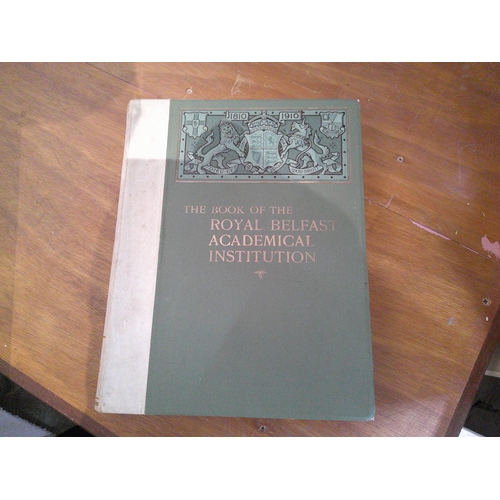 1810 1910
THE BOOK OF THE
ROYAL BELFAST
ACADEMICAL
INSTITUTION